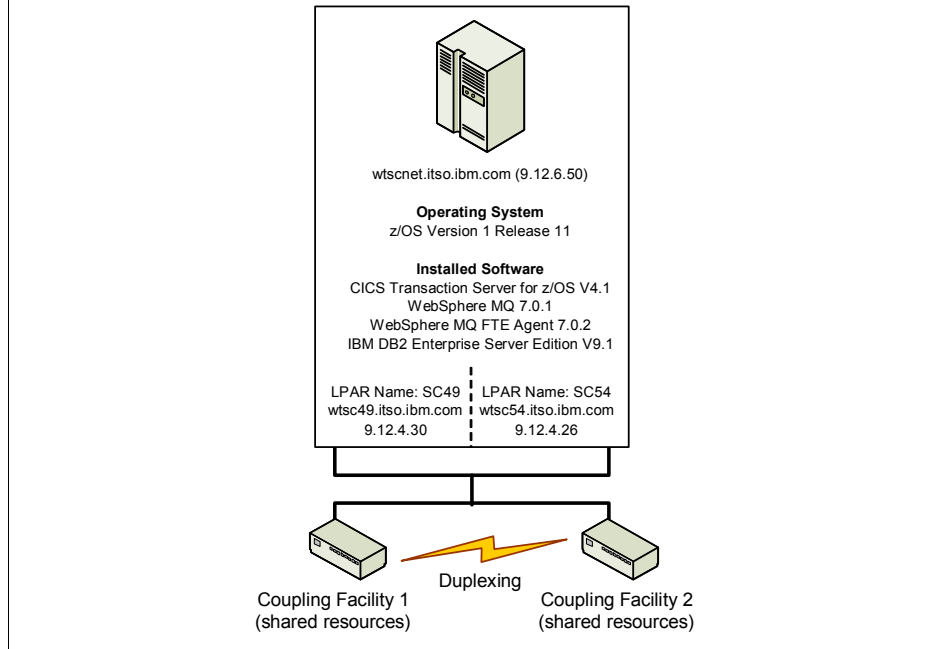 wtscnet.itso.ibm.com (9.12.6.50)
Operating System
z/OS Version 1 Release 11
Installed Software
CICS Transaction Server for z/OS V4.1
WebSphere MQ 7.0.1
WebSphere MQ FTE Agent 7.0.2
IBM DB2 Enterprise Server Edition V9.1
LPAR Name: SC49
wtsc49.itso.ibm.com
9.12.4.30
LPAR Name: SC54
wtsc54.itso.ibm.com
9.12.4.26
Duplexing
Coupling Facility 1
(shared resources)
Coupling Facility 2
(shared resources)